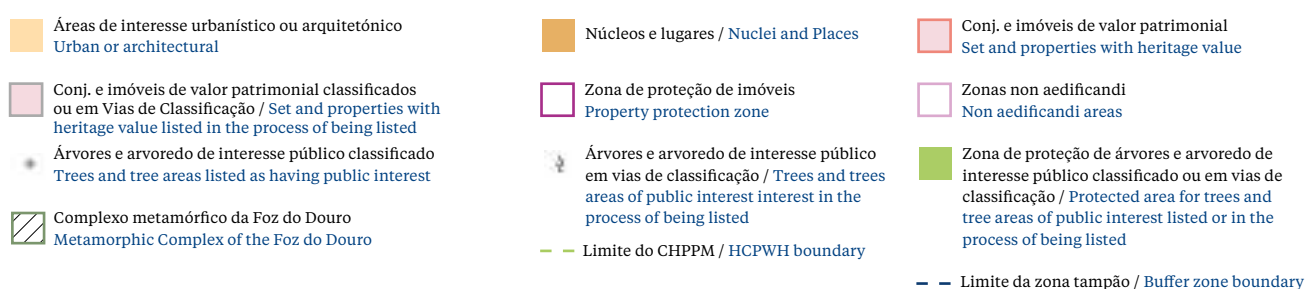 Áreas de interesse urbanístico ou arquitetónico
Urban or architectural
Conj. e imóveis de valor patrimonial classificados
ou em Vias de Classificação / Set and properties with
heritage value listed in the process of being listed
Árvores e arvoredo de interesse público classificado
Trees and tree areas listed as having public interest
Complexo metamórfico da Foz do Douro
Metamorphic Complex of the Foz do Douro
Núcleos e lugares / Nuclei and Places
Zona de proteção de imóveis
Property protection zone
Árvores e arvoredo de interesse público
em vias de classificação / Trees and trees
areas of public interest interest in the
process of being listed
Limite do CHPPM / HCPWH boundary
Conj. e imóveis de valor patrimonial
Set and properties with heritage value
Zonas non aedificandi
Non aedificandi areas
Zona de proteção de árvores e arvoredo de
interesse público classificado ou em vias de
classificação / Protected area for trees and
tree areas of public interest listed or in the
process of being listed
Limite da zona tampão / Buffer zone boundary